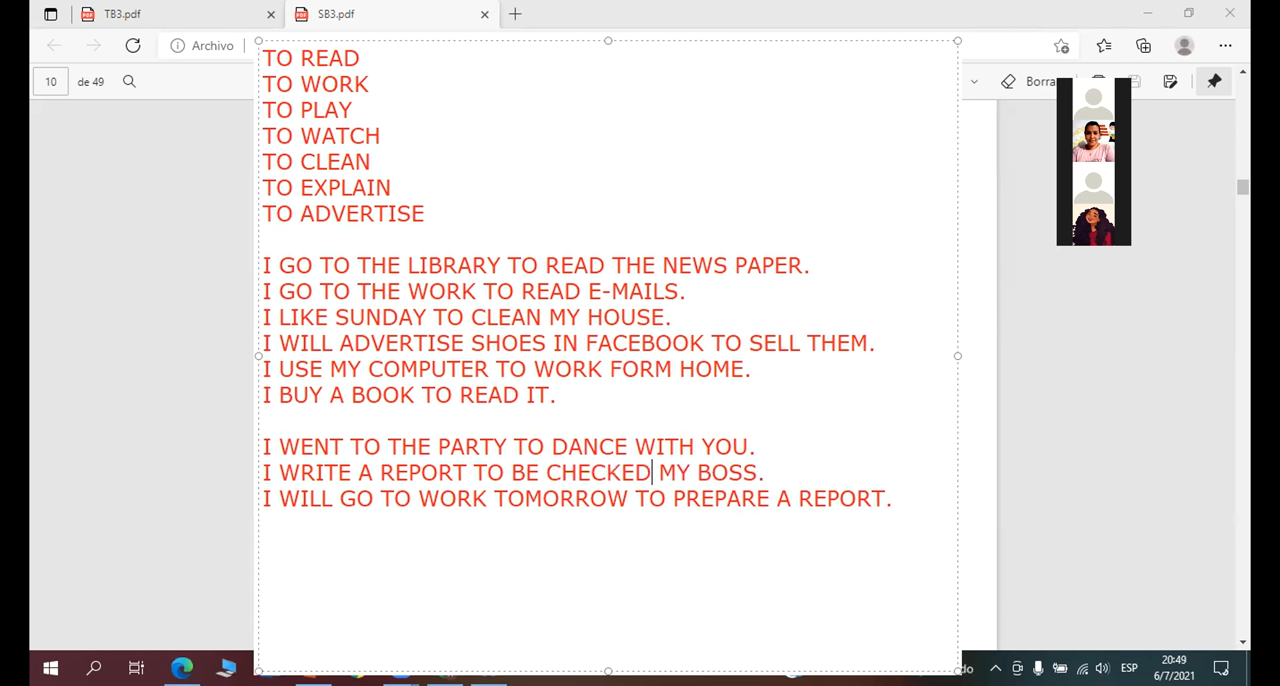 TB3.pdf
SB3.pdf
Archivo
10 de 49
Borra
TO READ
TO WORK
TO PLAY
TO WATCH
TO CLEAN
TO EXPLAIN
TO ADVERTISE
I GO TO THE LIBRARY TO READ THE NEWS PAPER.
I GO TO THE WORK TO READ E-MAILS.
I LIKE SUNDAY TO CLEAN MY HOUSE.
I WILL ADVERTISE SHOES IN FACEBOOK TO SELL THEM.
I USE MY COMPUTER TO WORK FORM HOME.
I BUY A BOOK TO READ IT.
I WENT TO THE PARTY TO DANCE WITH YOU.
I WRITE A REPORT TO BE CHECKED MY BOSS.
I WILL GO TO WORK TOMORROW TO PREPARE A REPORT.
do
ESP
20:49
6/7/2021